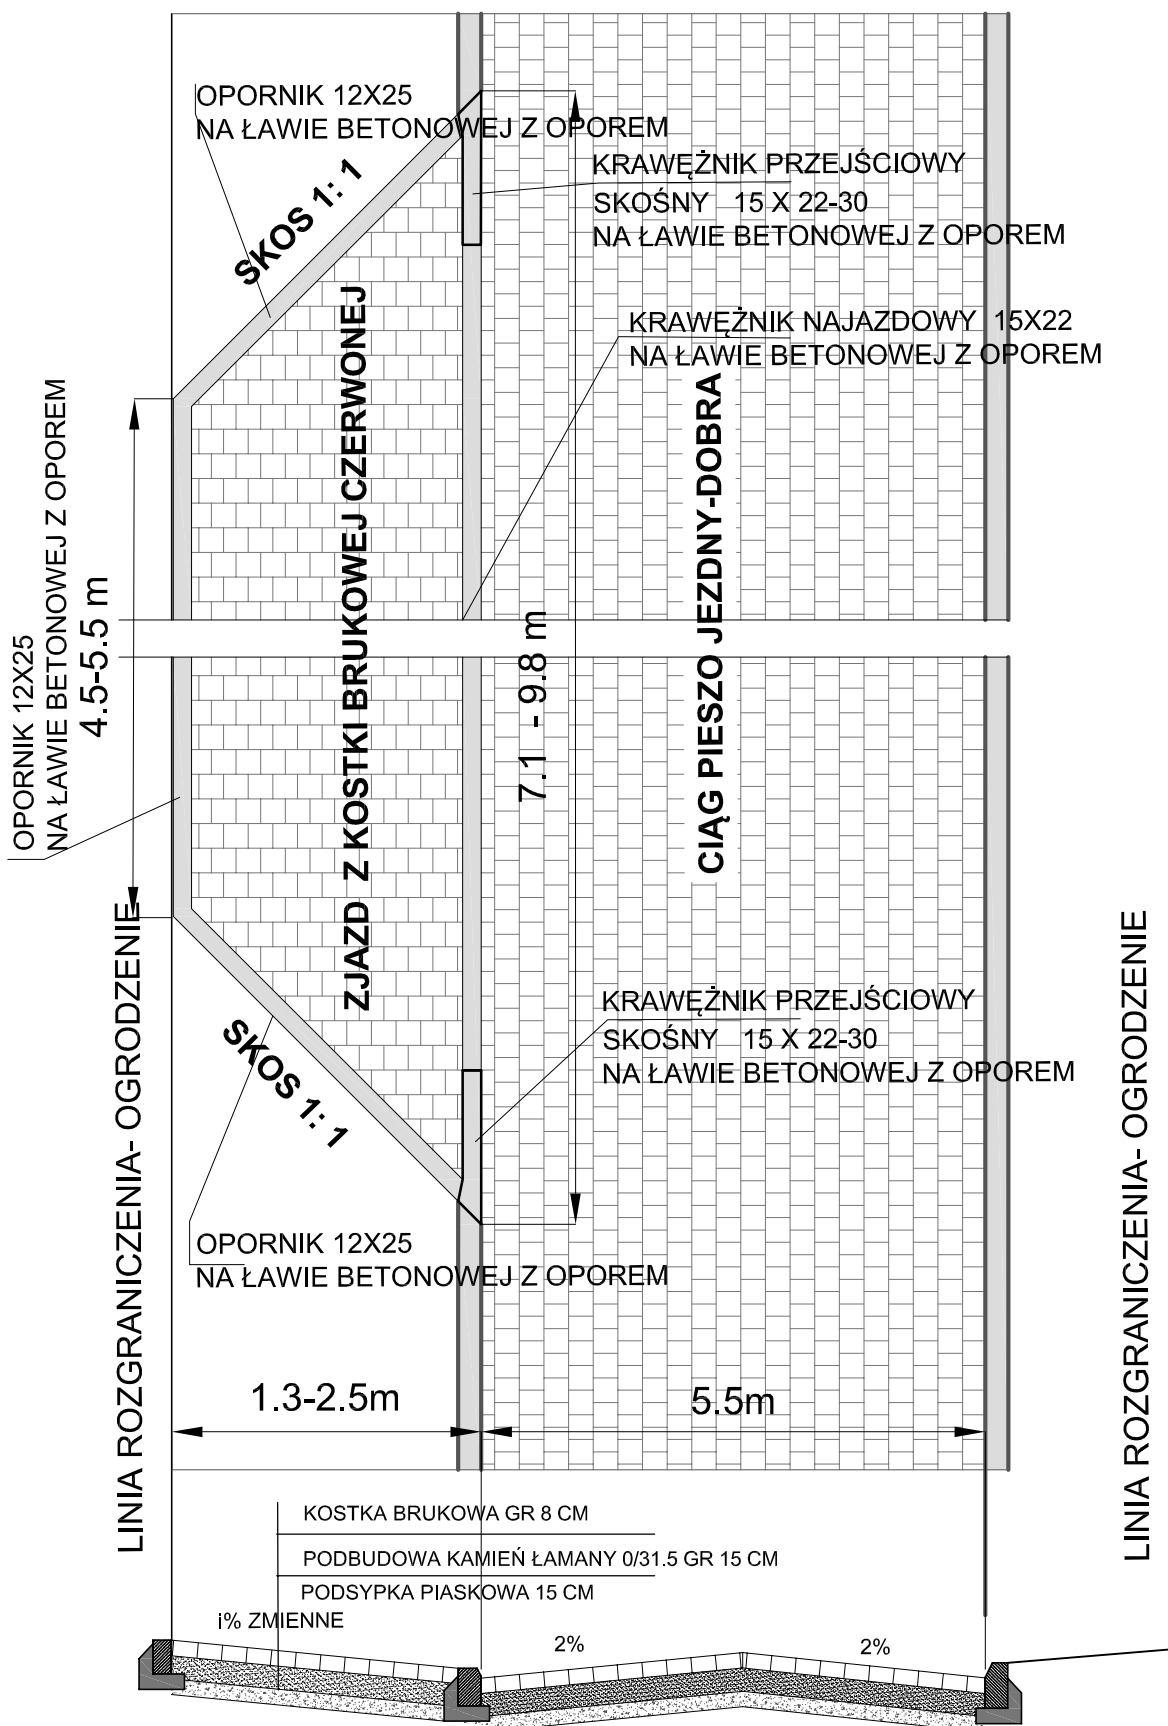 OPORNIK 12X25
NA ŁAWIE BETONOWEJ Z OPOREM
SKOS 1: 1
KRAWĘŻNIK PRZEJŚCIOWY
SKOŚNY 15 X 22-30
NA ŁAWIE BETONOWEJ Z OPOREM
KRAWĘŻNIK NAJAZDOWY 15X22
NA ŁAWIE BETONOWEJ Z OPOREM
OPORNIK 12X25
NA ŁAWIE BETONOWEJ Z OPOREM
4.5-5.5 m
ZJAZD Z KOSTKI BRUKOWEJ CZERWONEJ
7.1 - 9.8 m
CIĄG PIESZO JEZDNY-DOBRA
LINIA ROZGRANICZENIA- OGRODZENIE
LINIA ROZGRANICZENIA- OGRODZENIE
KRAWĘŻNIK PRZEJŚCIOWY
SKOŚNY 15 X 22-30
NA ŁAWIE BETONOWEJ Z OPOREM
SKOS 1: 1
OPORNIK 12X25
NA ŁAWIE BETONOWEJ Z OPOREM
1.3-2.5m
5.5m
KOSTKA BRUKOWA GR 8 CM
PODBUDOWA KAMIEŃ ŁAMANY 0/31.5 GR 15 CM
PODSYPKA PIASKOWA 15 CM
i% ZMIENNE
2%
2%